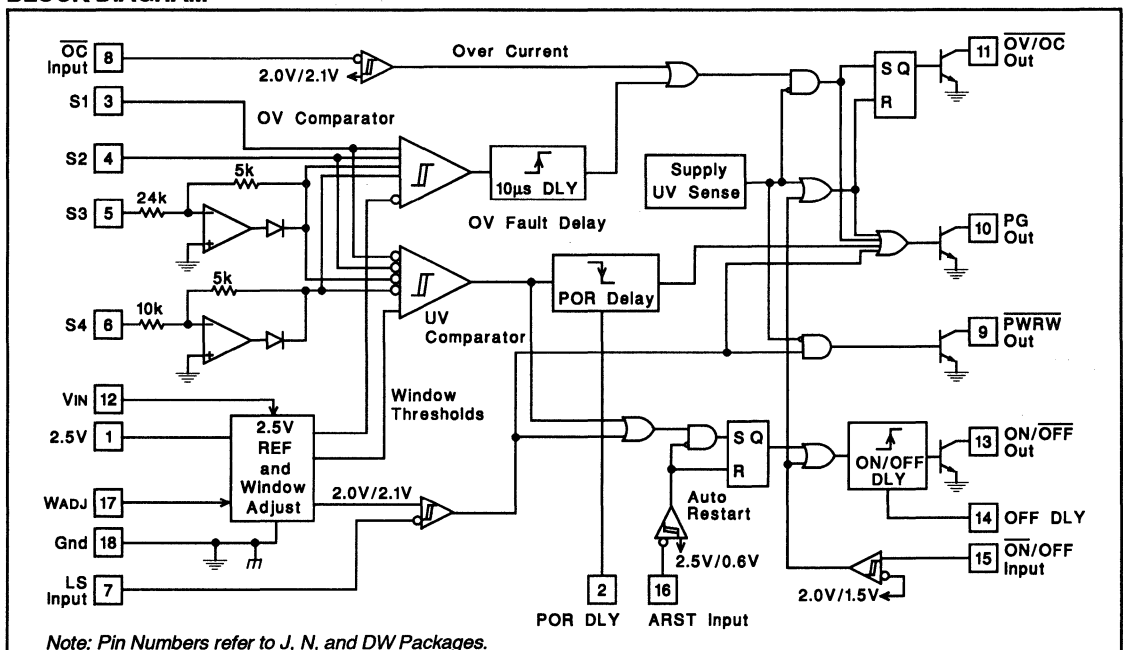 BLOCK DIAGRAM
OC
Input
8
2.0V/2.1V
Over Current
S Q
R
11
OV/OC
Out
S1
3
OV Comparator
S2
4
5k
10µs DLY
Supply
UV Sense
S3
5
24k
OV Fault Delay
10
PG
Out
5k
POR Delay
S4
6
10k
UV
Comparator
9
PWRW
Out
VIN
12
Window
Thresholds
2.5V
1
2.5V
REF
and
Window
Adjust
S Q
R
ON/OFF
DLY
13
ON/OFF
Out
WADJ
17
2.0V/2.1V
Auto
Restart
14
OFF DLY
Gnd
18
2.5V/0.6V
15
ON/OFF
Input
LS
Input
7
2
16
2.0V/1.5V
POR DLY
ARST Input
Note: Pin Numbers refer to J, N, and DW Packages.